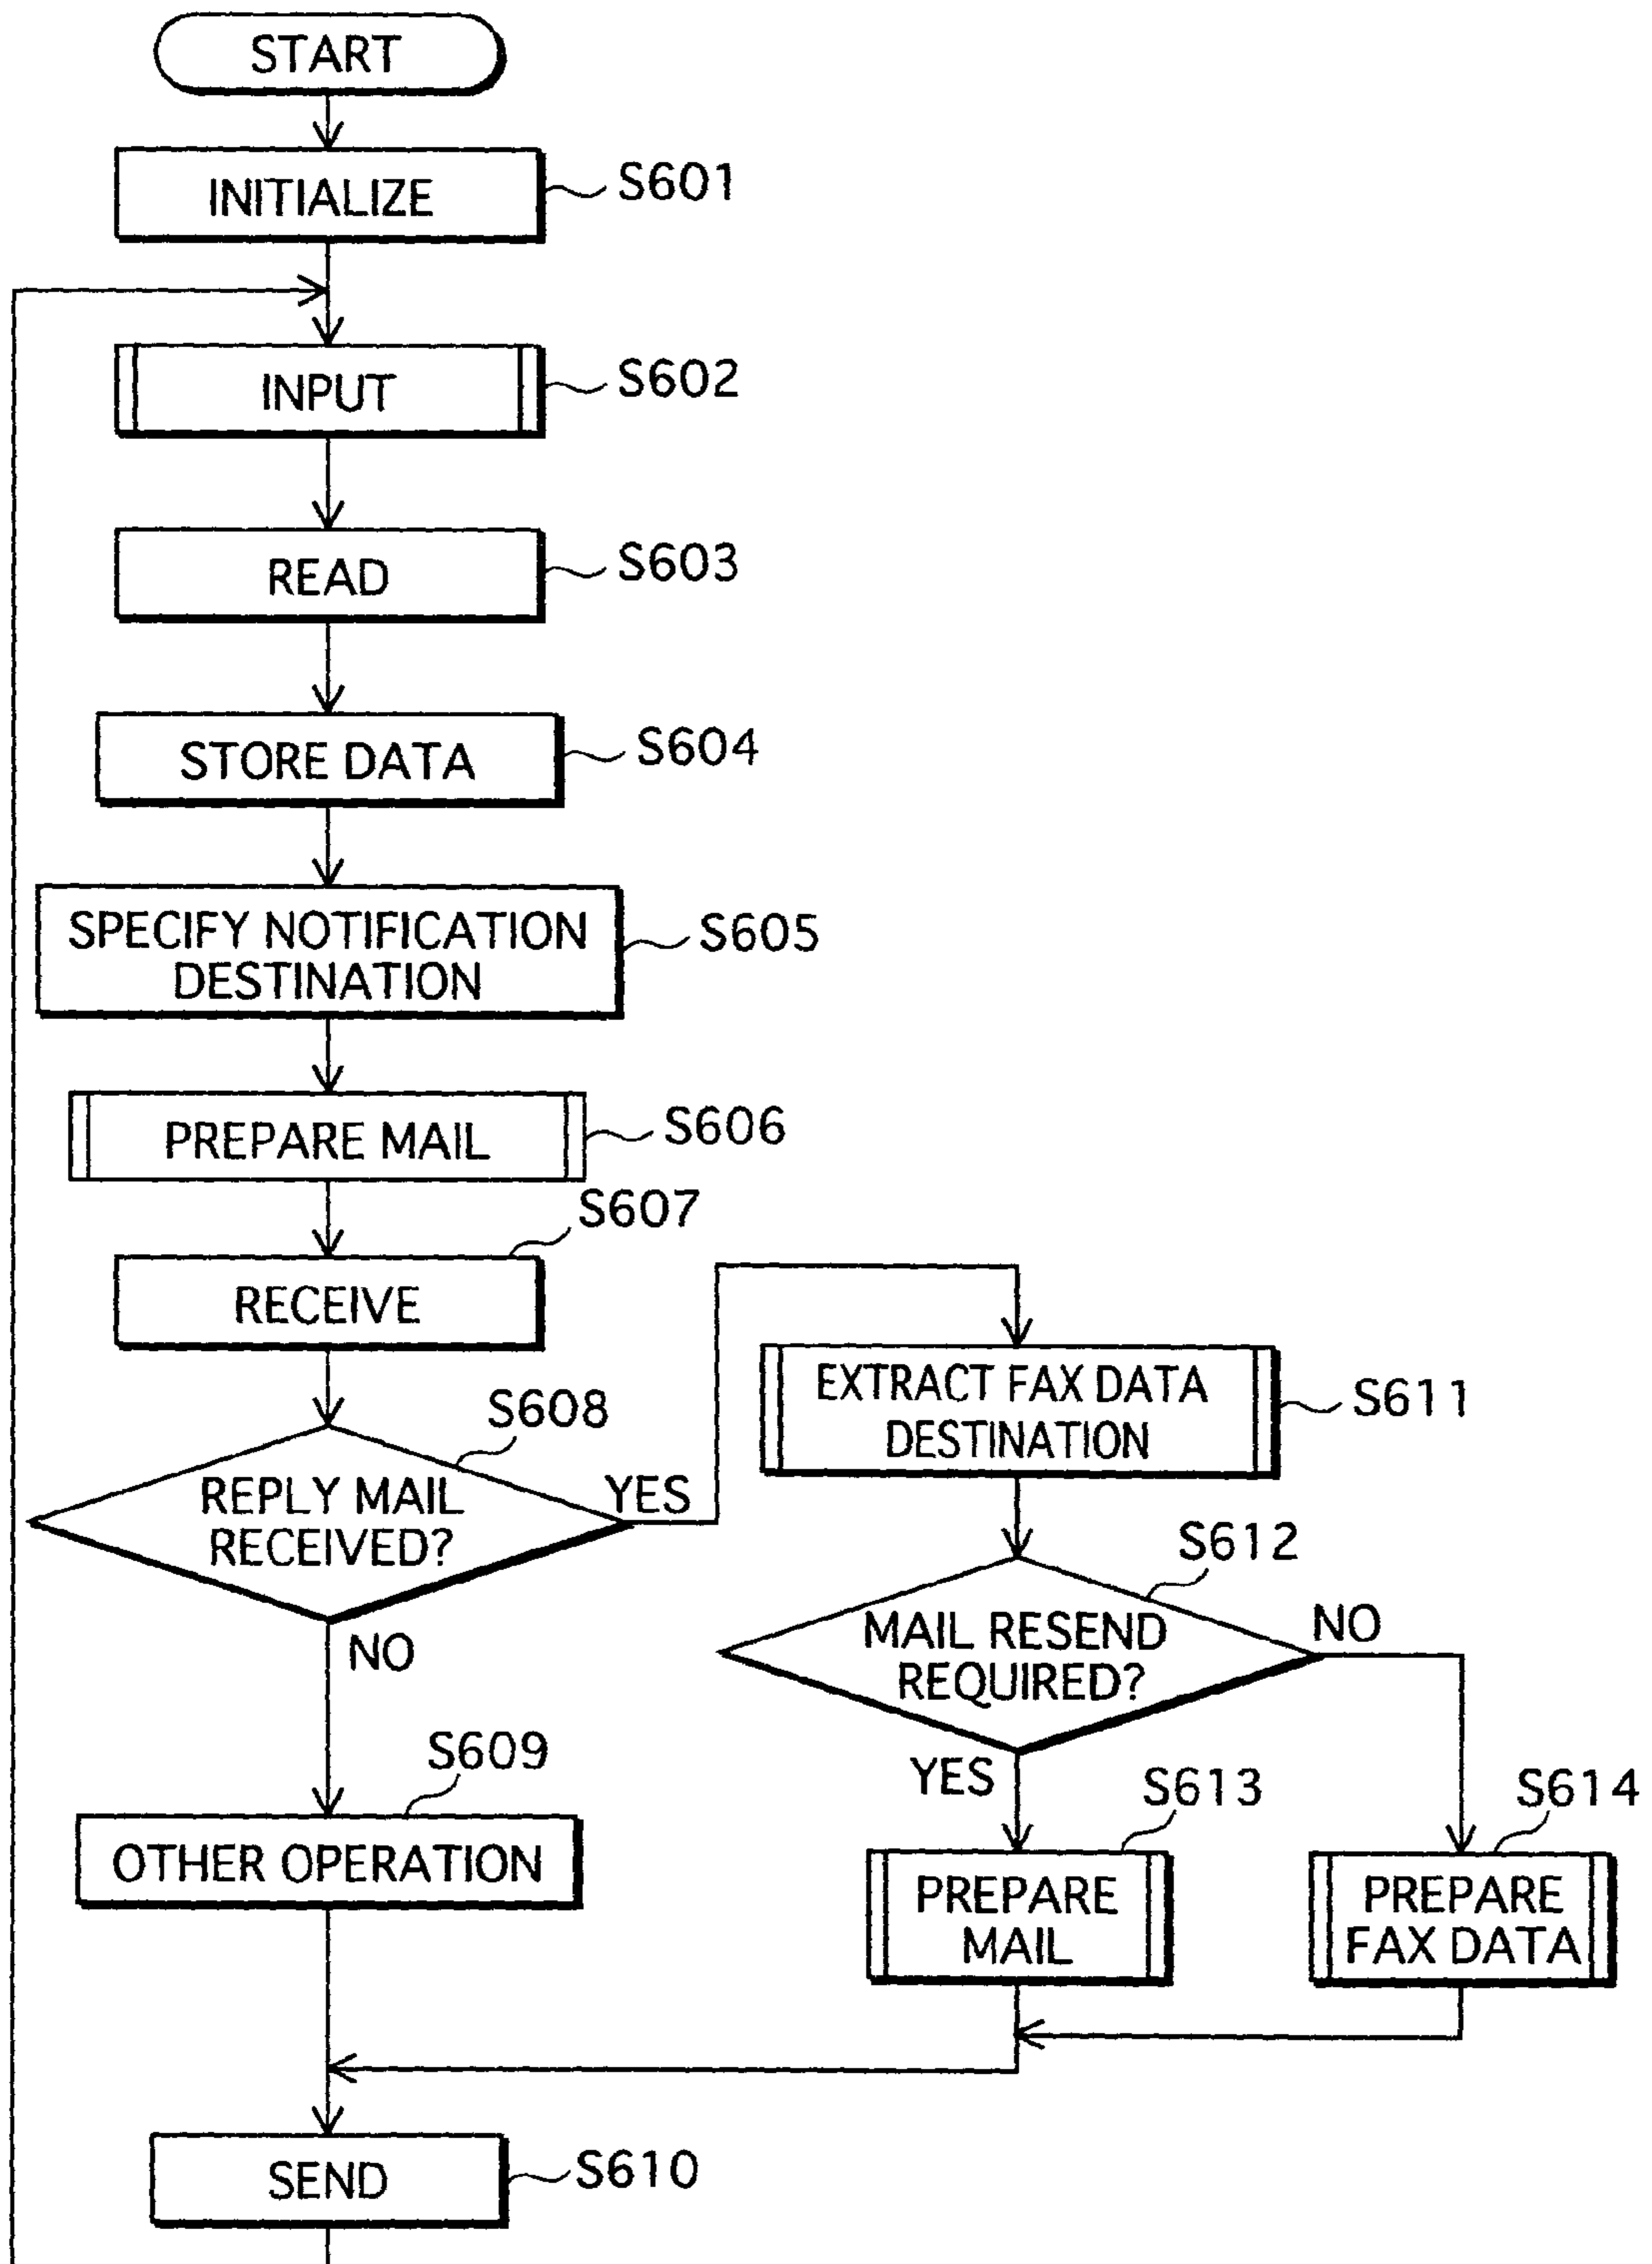 START
INITIALIZE
S601
INPUT
S602
READ
S603
STORE DATA
S604
SPECIFY NOTIFICATION
DESTINATION
S605
PREPARE MAIL
S606
S607
RECEIVE
S608
REPLY MAIL
RECEIVED?
YES
NO
EXTRACT FAX DATA
DESTINATION
S611
S612
MAIL RESEND
REQUIRED?
NO
YES
S609
OTHER OPERATION
S613
PREPARE
MAIL
S614
PREPARE
FAX DATA
SEND
S610